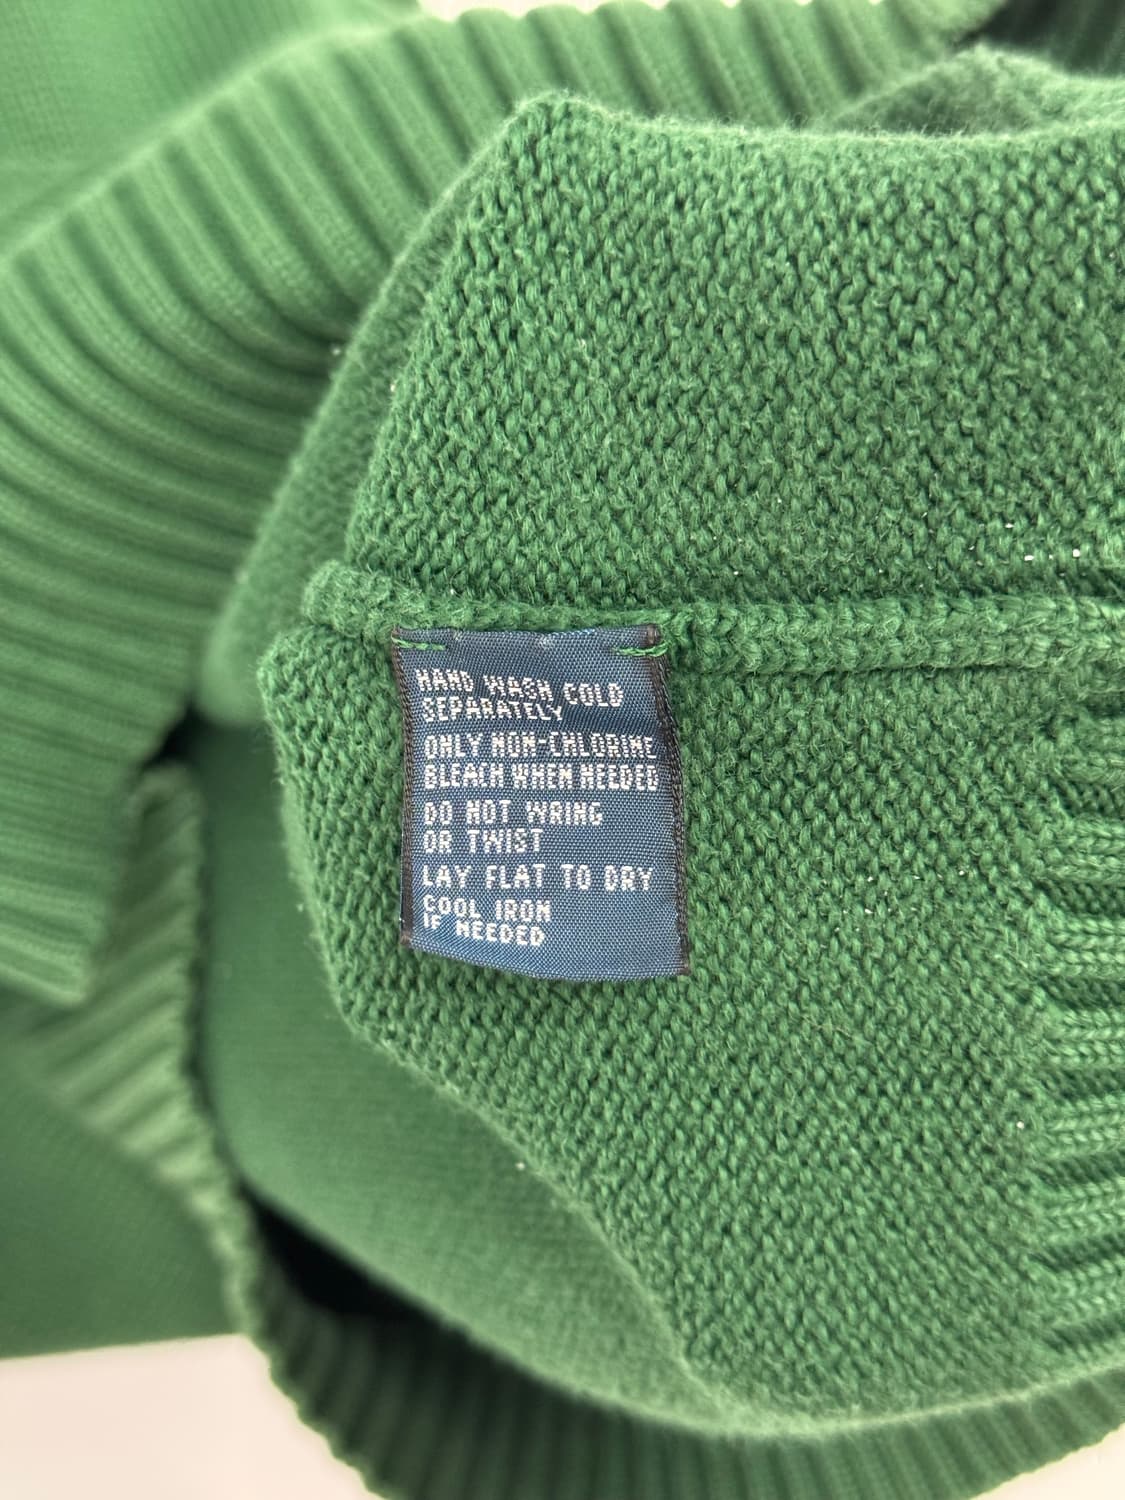 HAND WASH COLD
SEPARATELY
ONLY NON-CHLORINE
BLEACH WHEN NEEDED
DO NOT WRING
OR TWIST
LAY FLAT TO DRY
COOL IRON
IF NEEDED